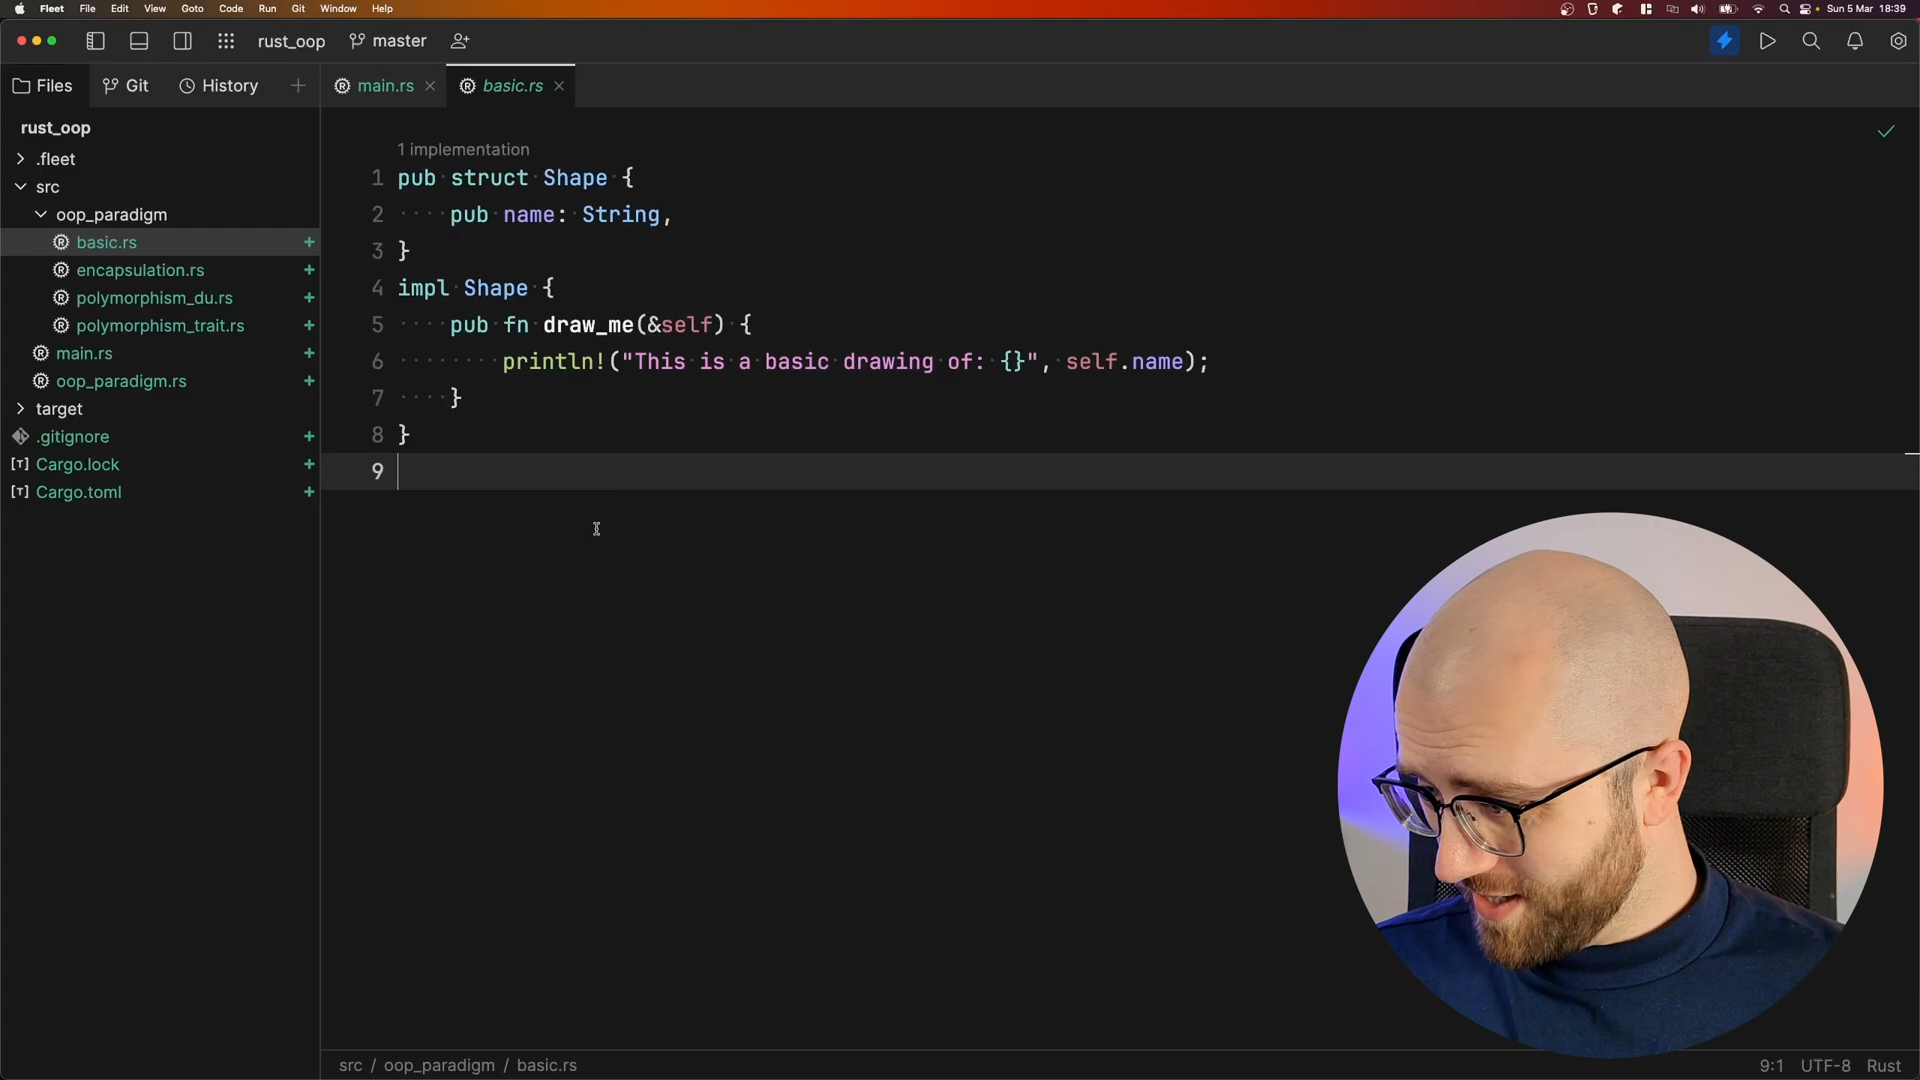 Fleet File Edit View Goto Code Run Git Window Help Sun 5 Mar 18:39
rust_oop master
Files Git History
main.rs basic.rs
rust_oop
.fleet
src
oop_paradigm
basic.rs
encapsulation.rs
polymorphism_du.rs
polymorphism_trait.rs
main.rs
oop_paradigm.rs
target
.gitignore
[T] Cargo.lock
[T] Cargo.toml
1 implementation
1 pub struct Shape {
2 pub name: String,
3 }
4 impl Shape {
5 pub fn draw_me(&self) {
6 println!("This is a basic drawing of: {}", self.name);
7 }
8 }
9
src / oop_paradigm / basic.rs 9:1 UTF-8 Rust